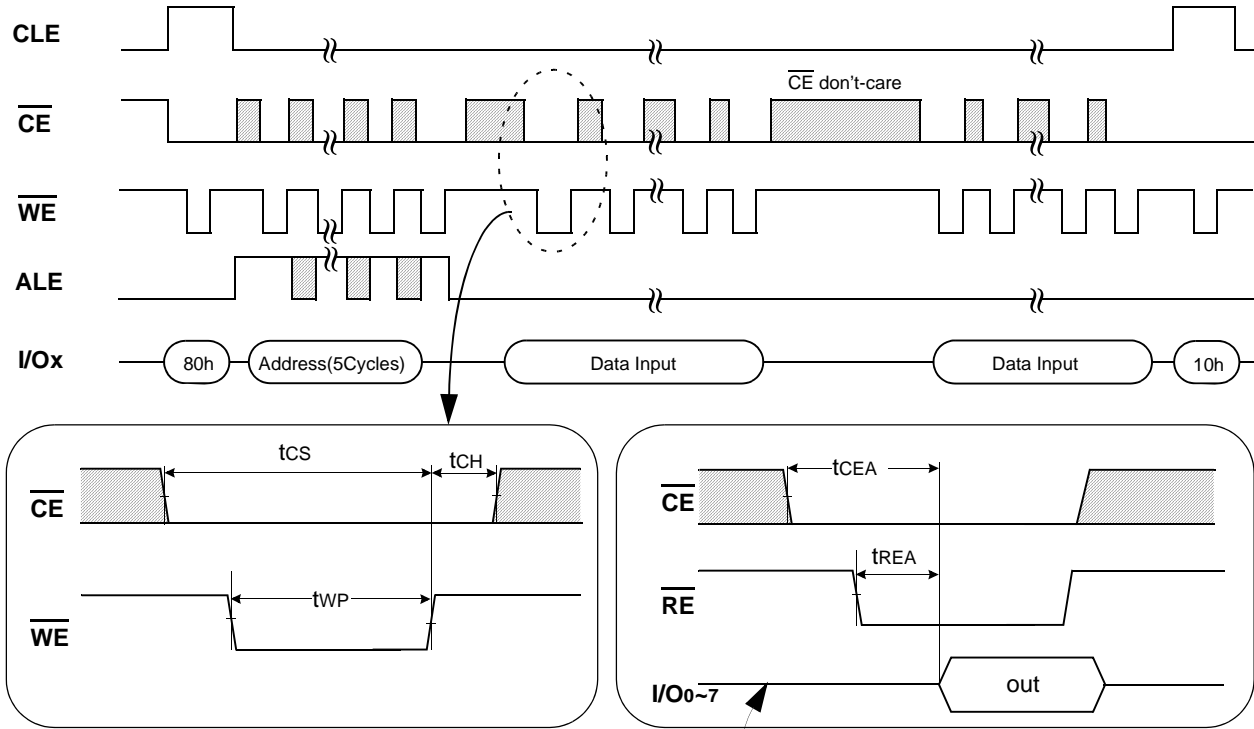 CLE
CE don't-care
CE
WE
ALE
I/Ox
80h
Address(5Cycles)
Data Input
Data Input
10h
tCS
tCH
CE
tWP
WE
tCEA
CE
tREA
RE
I/O0~7
out